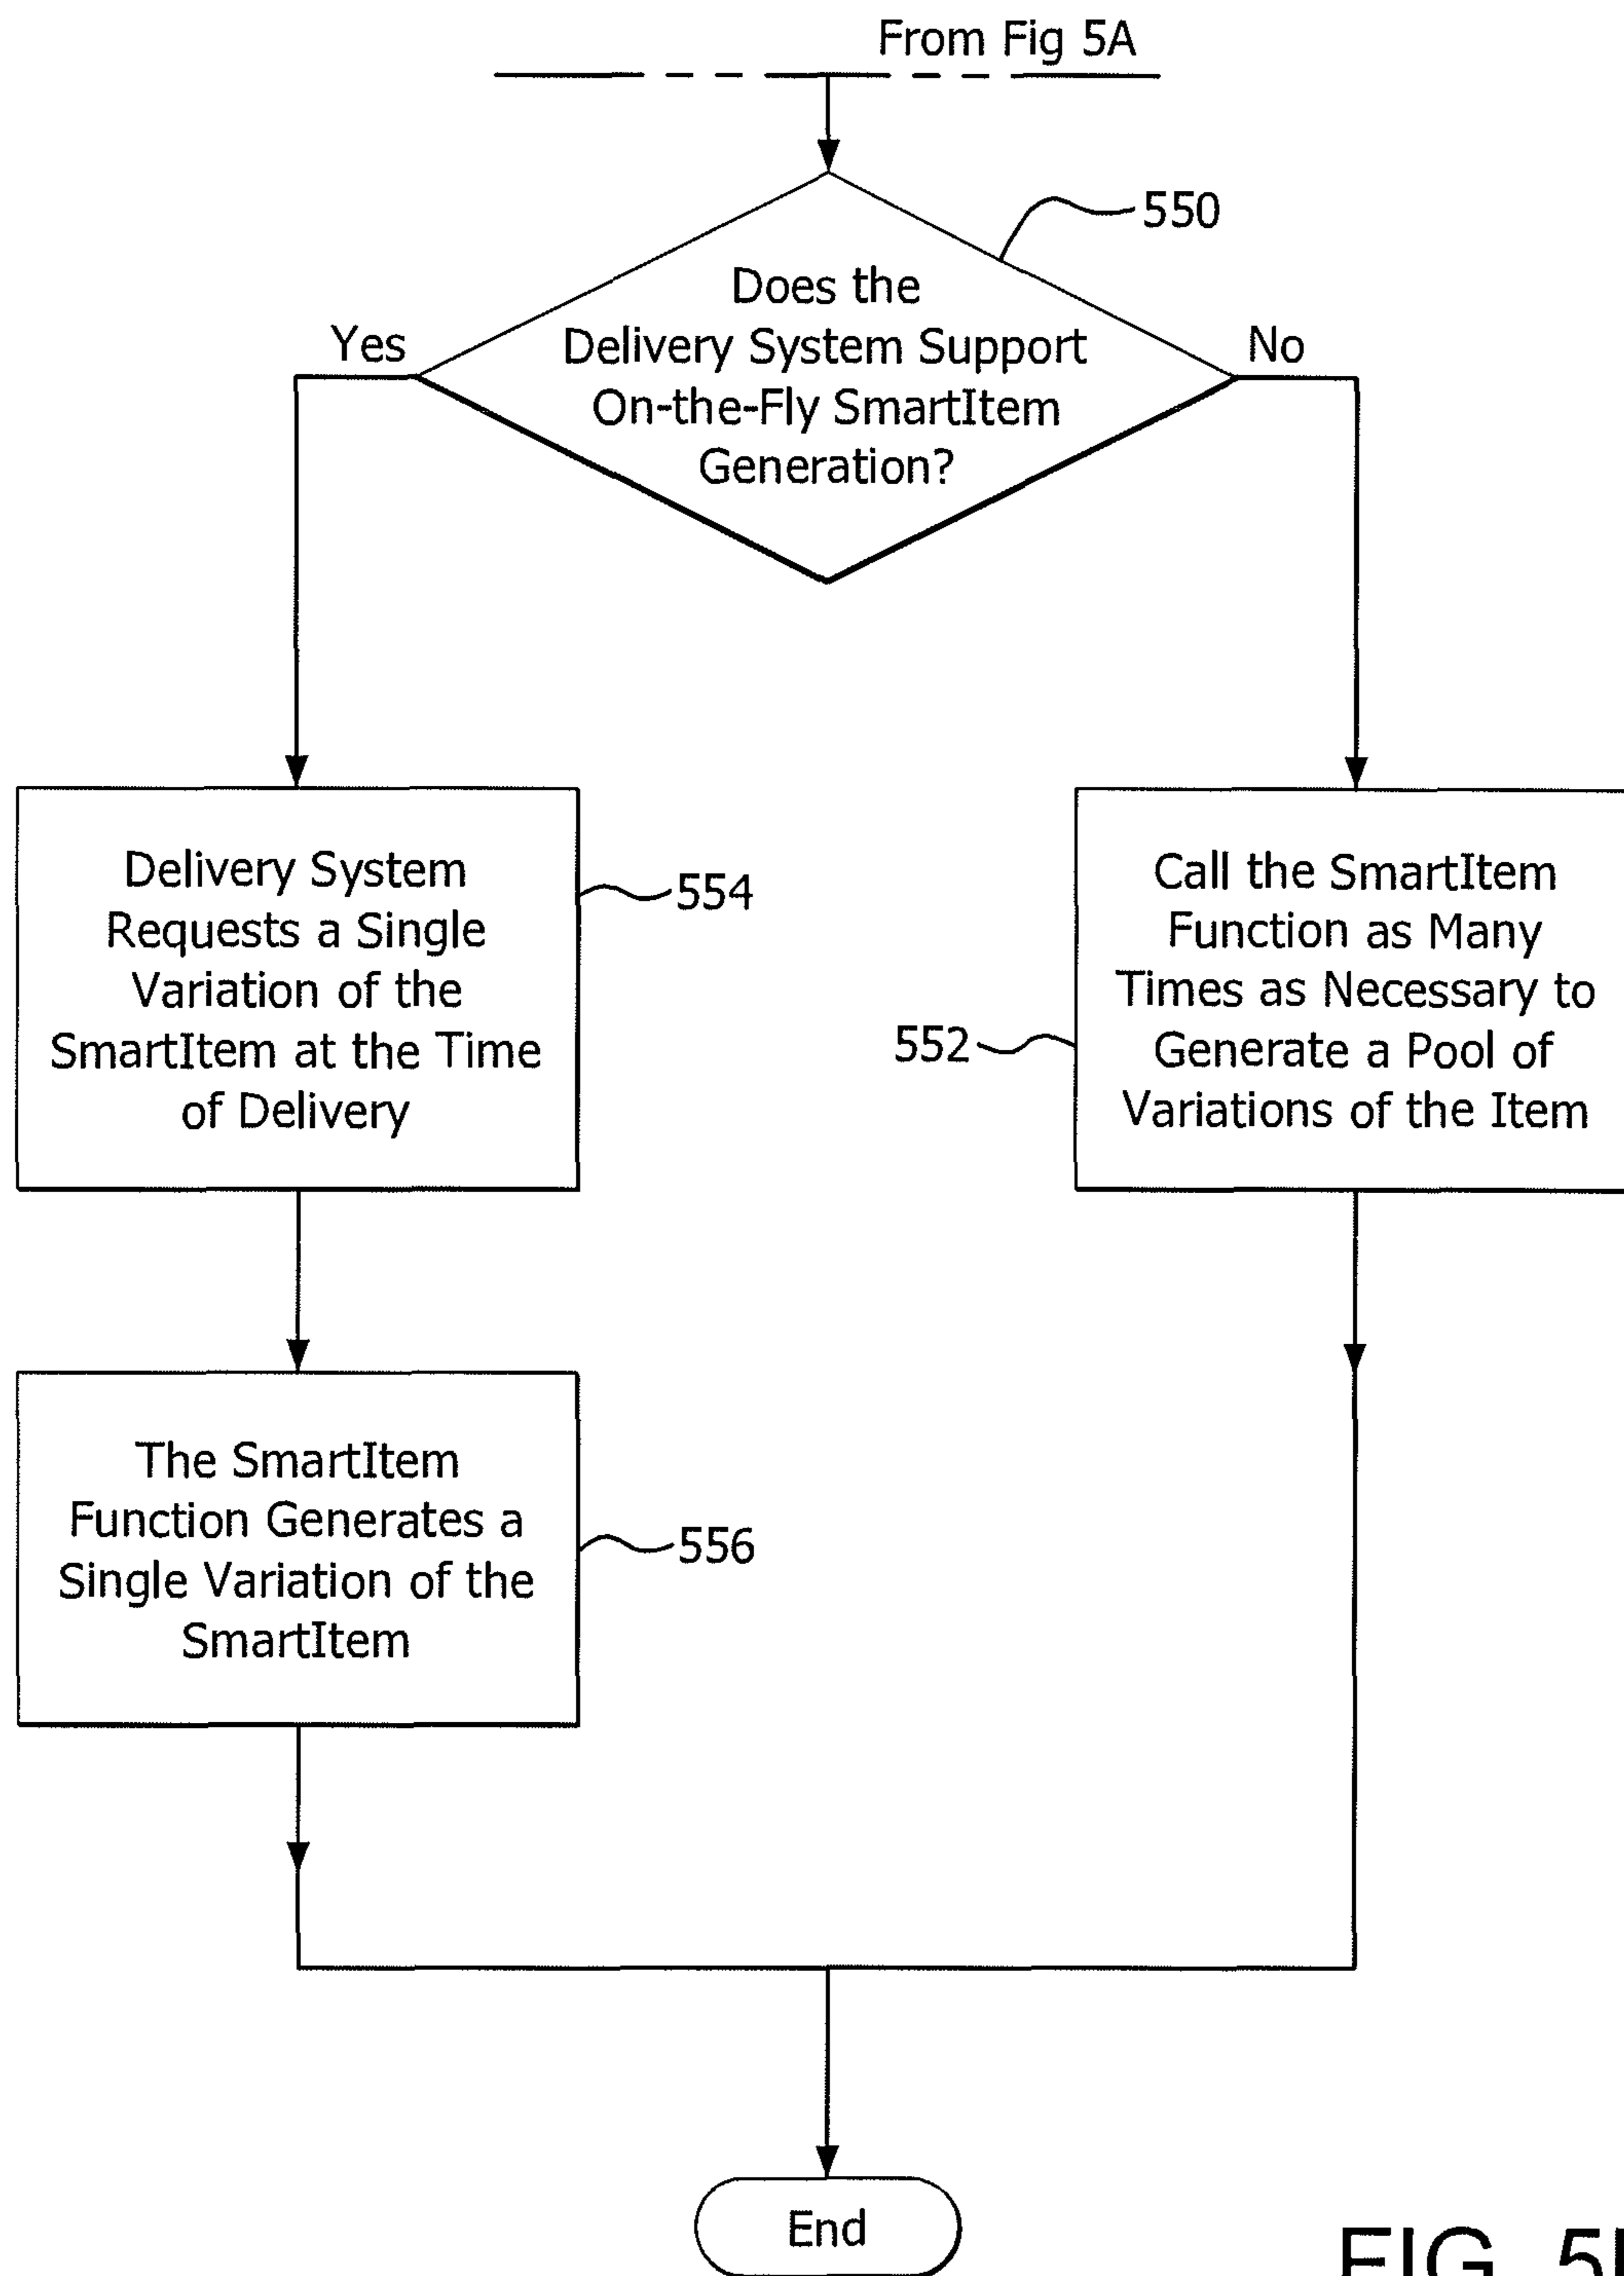 From Fig 5A
550
Does the
Delivery System Support
On-the-Fly SmartItem
Generation?
Yes
No
Delivery System
Requests a Single
Variation of the
SmartItem at the Time
of Delivery
554
Call the SmartItem
Function as Many
Times as Necessary to
Generate a Pool of
Variations of the Item
552
The SmartItem
Function Generates a
Single Variation of the
SmartItem
556
End
FIG.